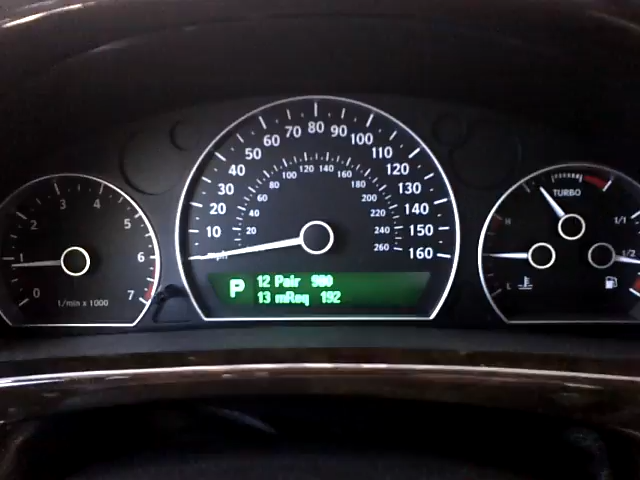 0 1 2 3 4 5 6 7
1/min x 1000
10 20 30 40 50 60 70 80 90 100 110 120 130 140 150 160
20 40 60 80 100 120 140 160 180 200 220 240 260
mph
P
12 Pair 980
13 mReq 192
TURBO
H
1/1
1/2